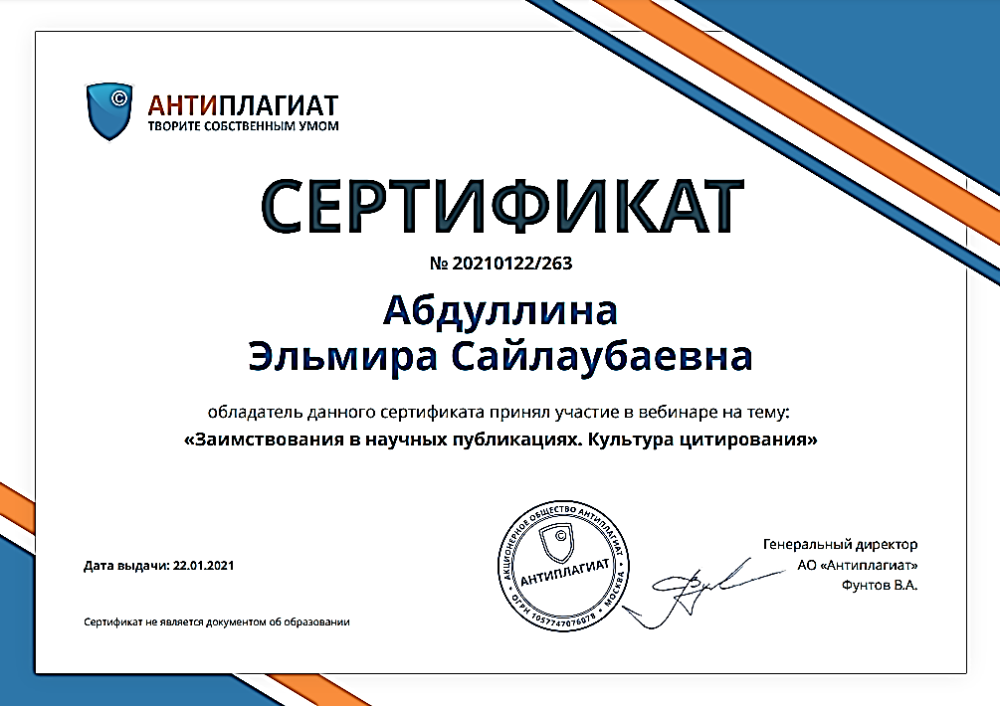 ©
АНТИПЛАГИАТ
ТВОРИТЕ СОБСТВЕННЫМ УМОМ
СЕРТИФИКАТ
№ 20210122/263
Абдуллина
Эльмира Сайлаубаевна
обладатель данного сертификата принял участие в вебинаре на тему:
«Заимствования в научных публикациях. Культура цитирования»
АКЦИОНЕРНОЕ ОБЩЕСТВО АНТИПЛАГИАТ
©
АНТИПЛАГИАТ
ОГРН 1057747076078 • МОСКВА •
Генеральный директор
АО «Антиплагиат»
Фунтов В.А.
Дата выдачи: 22.01.2021
Сертификат не является документом об образовании